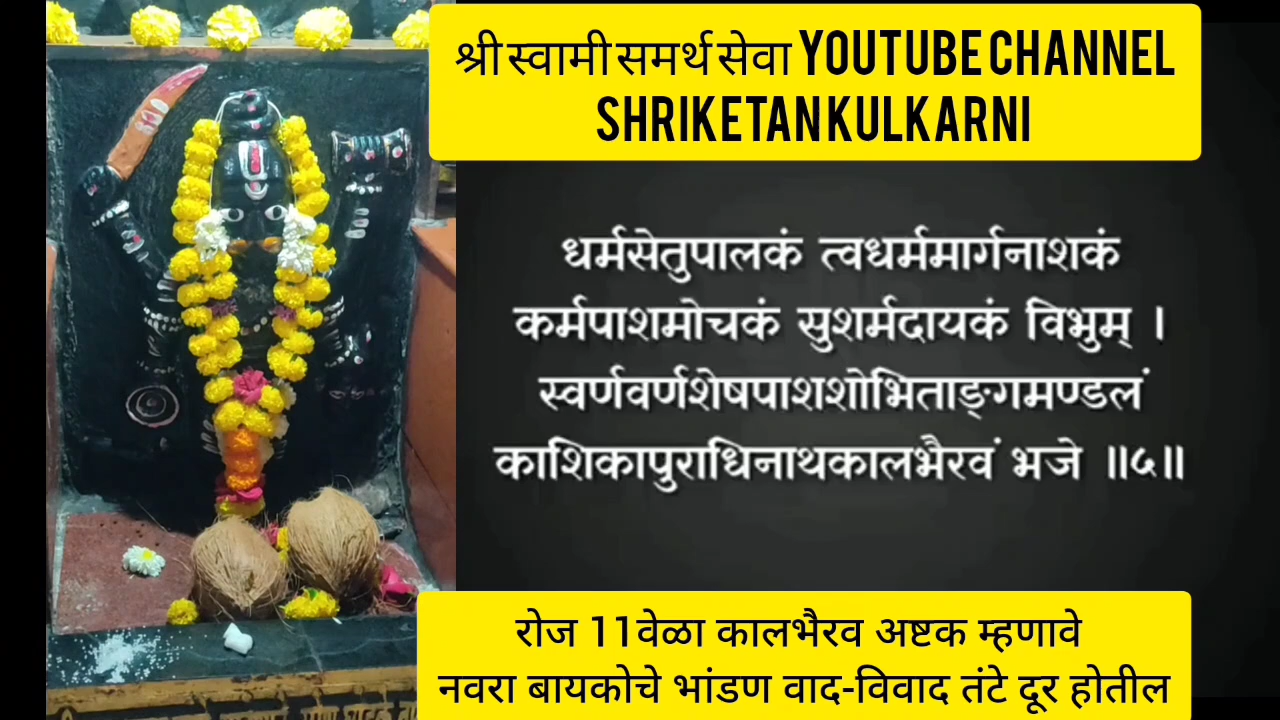 श्री स्वामी समर्थ सेवा YOUTUBE CHANNEL
SHRIKETAN KULKARNI
धर्मसेतुपालकं त्वधर्ममार्गनाशकं
कर्मपाशमोचकं सुशर्मदायकं विभुम् ।
स्वर्णवर्णशेषपाशशोभिताङ्गमण्डलं
काशिकापुराधिनाथकालभैरवं भजे ॥५॥
रोज 11वेळा कालभैरव अष्टक म्हणावे
नवरा बायकोचे भांडण वाद-विवाद तंटे दूर होतील